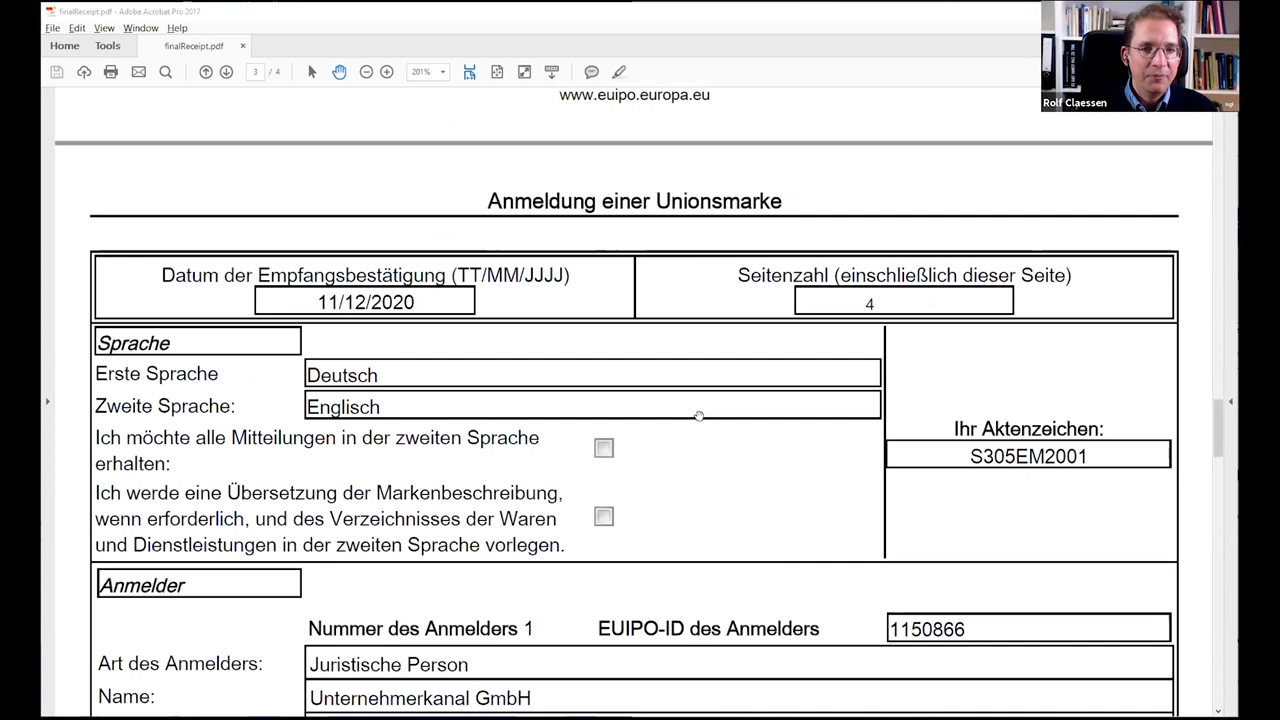 finalReceipt.pdf - Adobe Acrobat Pro 2017
File Edit View Window Help
Home Tools finalReceipt.pdf ×
3 / 4 201%
Rolf Claessen
www.euipo.europa.eu
Anmeldung einer Unionsmarke
Datum der Empfangsbestätigung (TT/MM/JJJJ) Seitenzahl (einschließlich dieser Seite)
11/12/2020 4
Sprache
Erste Sprache Deutsch
Zweite Sprache: Englisch
Ich möchte alle Mitteilungen in der zweiten Sprache
erhalten:
Ihr Aktenzeichen:
S305EM2001
Ich werde eine Übersetzung der Markenbeschreibung,
wenn erforderlich, und des Verzeichnisses der Waren
und Dienstleistungen in der zweiten Sprache vorlegen.
Anmelder
Nummer des Anmelders 1 EUIPO-ID des Anmelders 1150866
Art des Anmelders: Juristische Person
Name: Unternehmerkanal GmbH